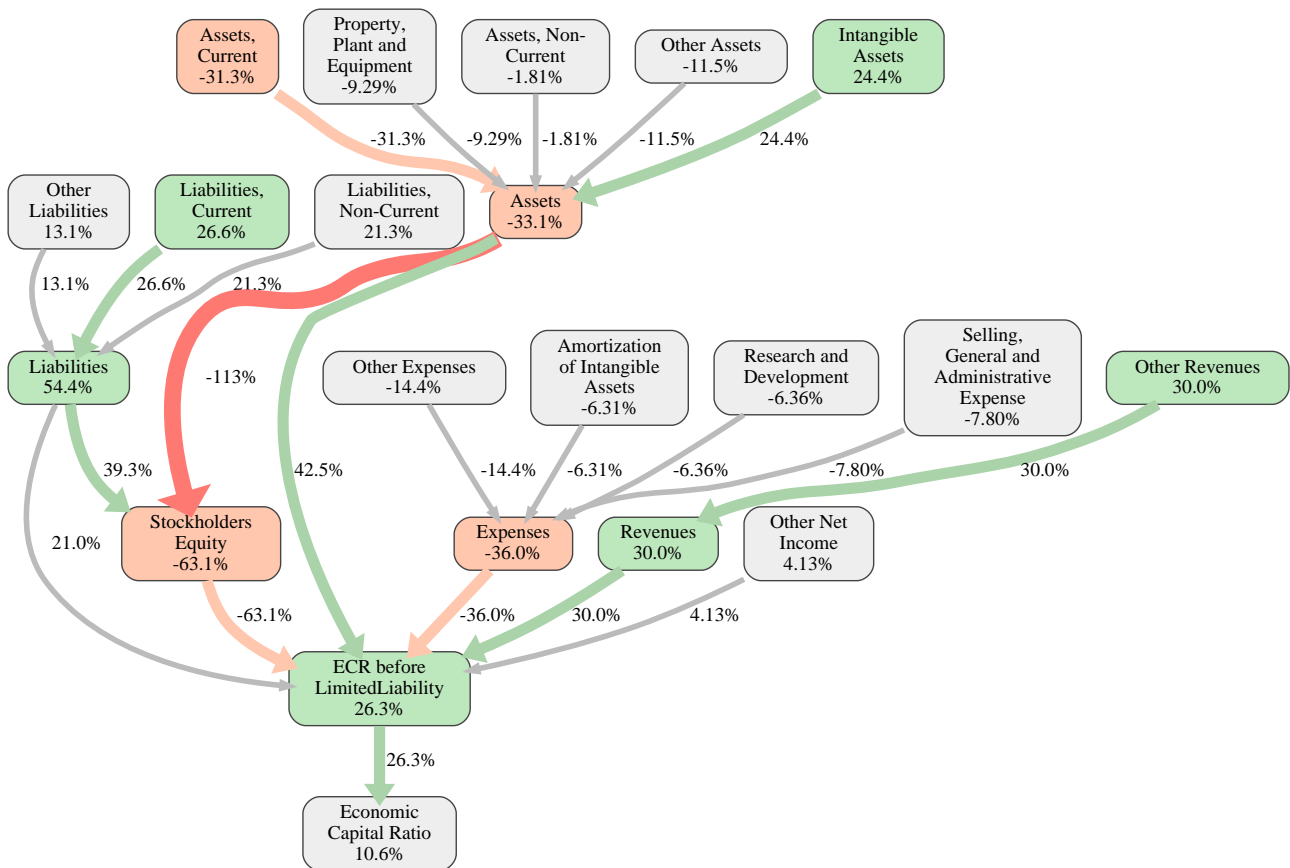 Assets,
Current
-31.3%
Property,
Plant and
Equipment
-9.29%
Assets, Non-
Current
-1.81%
Other Assets
-11.5%
Intangible
Assets
24.4%
-31.3%
-9.29%
-1.81%
-11.5%
24.4%
Other
Liabilities
13.1%
Liabilities,
Current
26.6%
Liabilities,
Non-Current
21.3%
Assets
-33.1%
13.1%
26.6%
21.3%
Liabilities
54.4%
-113%
Other Expenses
-14.4%
Amortization
of Intangible
Assets
-6.31%
Research and
Development
-6.36%
Selling,
General and
Administrative
Expense
-7.80%
Other Revenues
30.0%
39.3%
42.5%
-14.4%
-6.31%
-6.36%
-7.80%
30.0%
21.0%
Stockholders
Equity
-63.1%
Expenses
-36.0%
Revenues
30.0%
Other Net
Income
4.13%
-63.1%
-36.0%
30.0%
4.13%
ECR before
LimitedLiability
26.3%
26.3%
Economic
Capital Ratio
10.6%